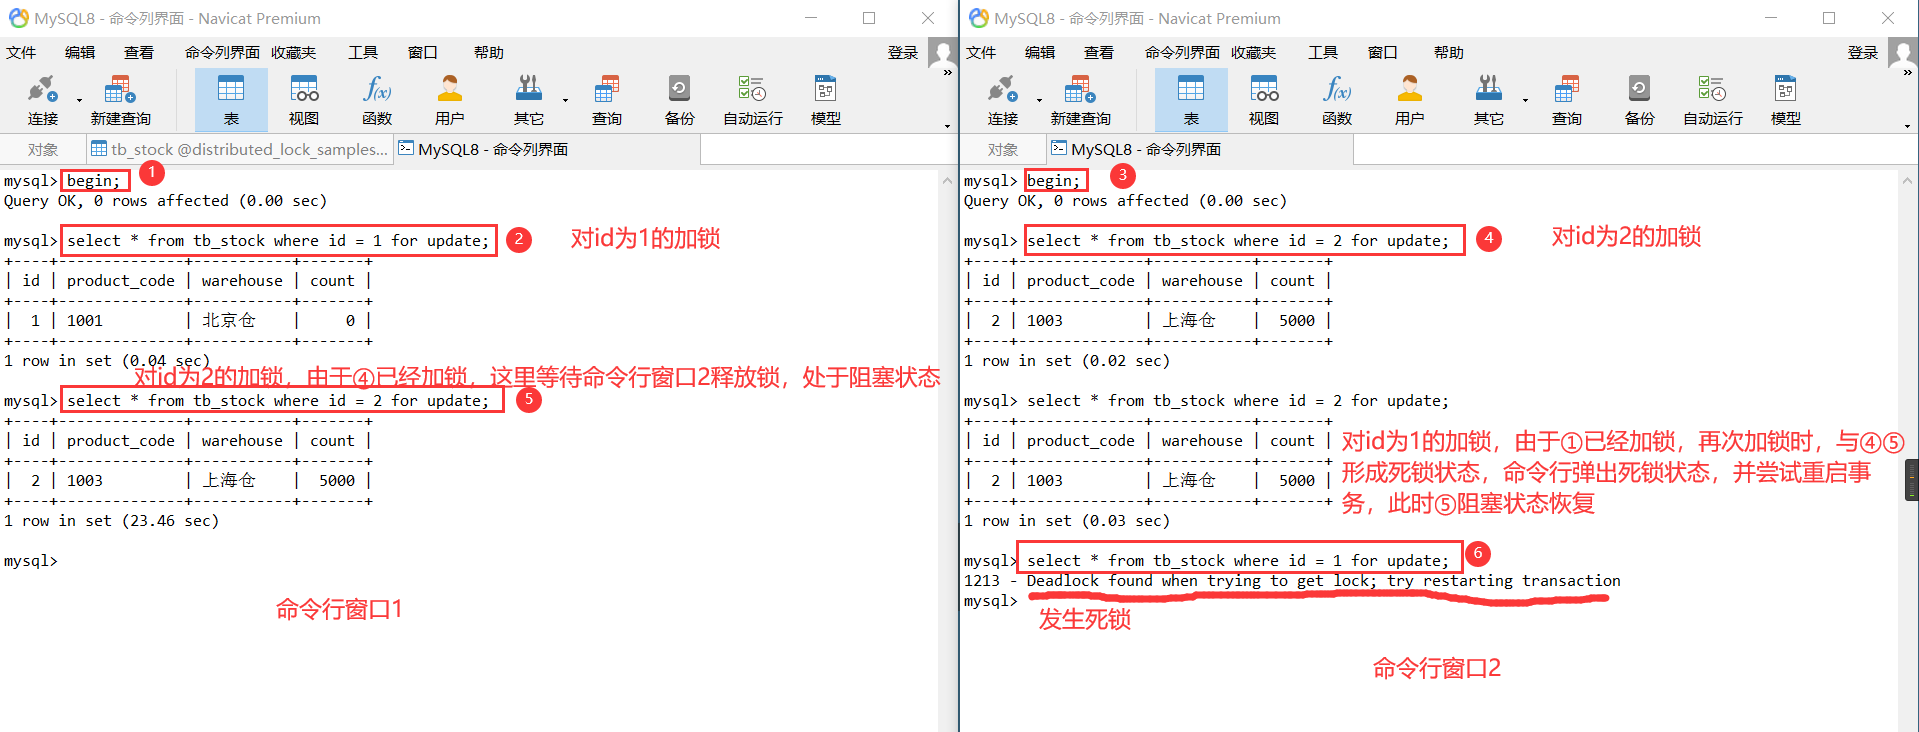 MySQL8 - 命令列界面 - Navicat Premium
文件 编辑 查看 命令列界面 收藏夹 工具 窗口 帮助 登录
连接 新建查询 表 视图 函数 用户 其它 查询 备份 自动运行 模型
对象 tb_stock @distributed_lock_samples... MySQL8 - 命令列界面
mysql> begin; 1
Query OK, 0 rows affected (0.00 sec)
mysql> select * from tb_stock where id = 1 for update; 2 对id为1的加锁
+----+--------------+-----------+-------+
| id | product_code | warehouse | count |
+----+--------------+-----------+-------+
| 1 | 1001 | 北京仓 | 0 |
+----+--------------+-----------+-------+
1 row in set (0.04 sec)
对id为2的加锁，由于④已经加锁，这里等待命令行窗口2释放锁，处于阻塞状态
mysql> select * from tb_stock where id = 2 for update; 5
+----+--------------+-----------+-------+
| id | product_code | warehouse | count |
+----+--------------+-----------+-------+
| 2 | 1003 | 上海仓 | 5000 |
+----+--------------+-----------+-------+
1 row in set (23.46 sec)
mysql>
命令行窗口1
MySQL8 - 命令列界面 - Navicat Premium
文件 编辑 查看 命令列界面 收藏夹 工具 窗口 帮助 登录
连接 新建查询 表 视图 函数 用户 其它 查询 备份 自动运行 模型
对象 MySQL8 - 命令列界面
mysql> begin; 3
Query OK, 0 rows affected (0.00 sec)
mysql> select * from tb_stock where id = 2 for update; 4 对id为2的加锁
+----+--------------+-----------+-------+
| id | product_code | warehouse | count |
+----+--------------+-----------+-------+
| 2 | 1003 | 上海仓 | 5000 |
+----+--------------+-----------+-------+
1 row in set (0.02 sec)
mysql> select * from tb_stock where id = 2 for update;
+----+--------------+-----------+-------+
| id | product_code | warehouse | count |
+----+--------------+-----------+-------+
| 2 | 1003 | 上海仓 | 5000 |
+----+--------------+-----------+-------+
1 row in set (0.03 sec)
对id为1的加锁，由于①已经加锁，再次加锁时，与④⑤
形成死锁状态，命令行弹出死锁状态，并尝试重启事
务，此时⑤阻塞状态恢复
mysql> select * from tb_stock where id = 1 for update; 6
1213 - Deadlock found when trying to get lock; try restarting transaction
mysql>
发生死锁
命令行窗口2